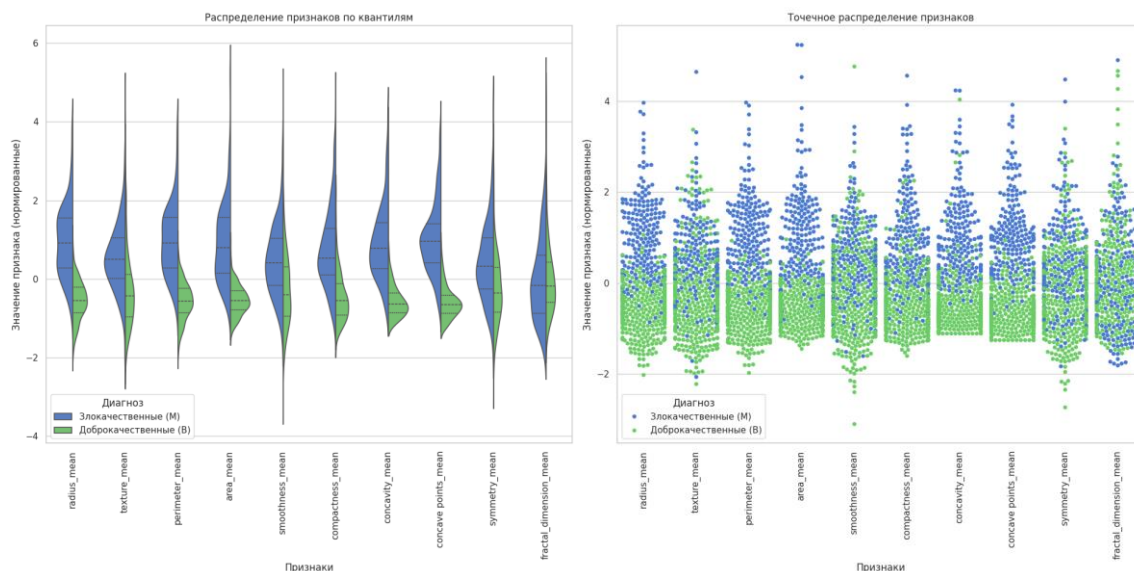 Распределение признаков по квантилям
Значение признака (нормированные)
6
4
2
0
−2
−4
Диагноз
Злокачественные (M)
Доброкачественные (B)
radius_mean
texture_mean
perimeter_mean
area_mean
smoothness_mean
compactness_mean
concavity_mean
concave points_mean
symmetry_mean
fractal_dimension_mean
Признаки
Точечное распределение признаков
Значение признака (нормированные)
4
2
0
−2
Диагноз
Злокачественные (M)
Доброкачественные (B)
radius_mean
texture_mean
perimeter_mean
area_mean
smoothness_mean
compactness_mean
concavity_mean
concave points_mean
symmetry_mean
fractal_dimension_mean
Признаки